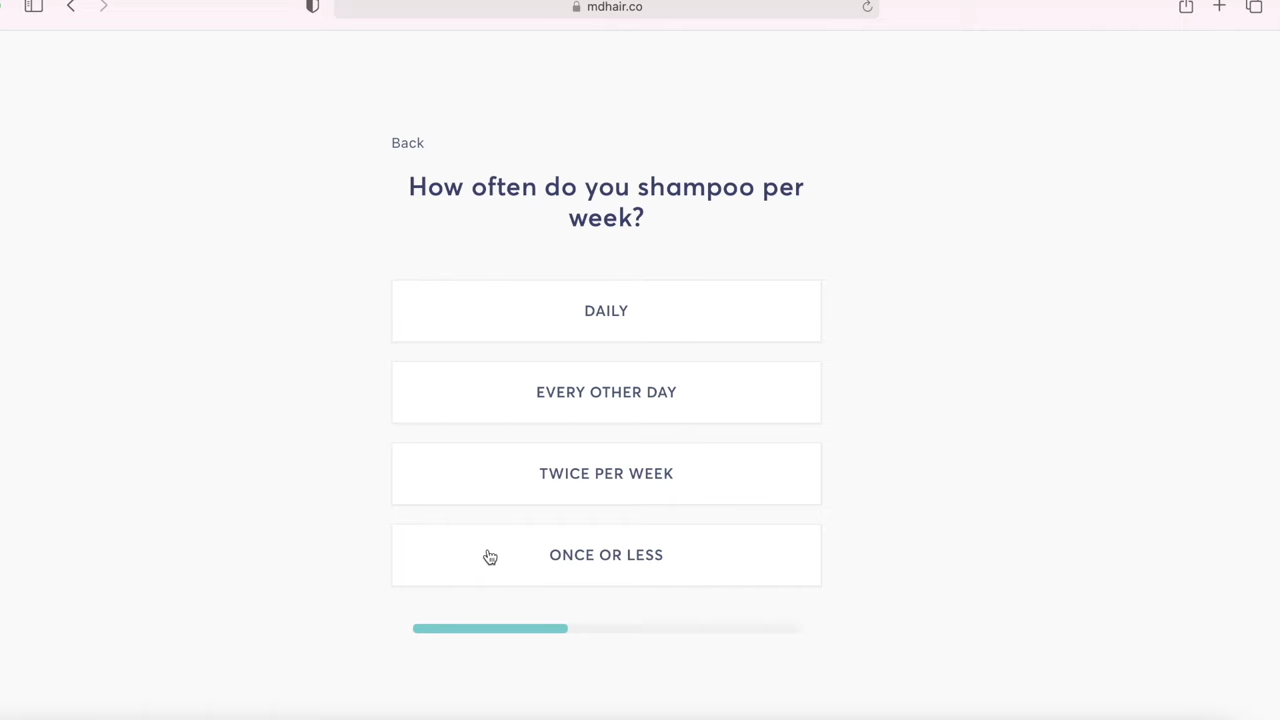 mdhair.co
Back
How often do you shampoo per
week?
DAILY
EVERY OTHER DAY
TWICE PER WEEK
ONCE OR LESS